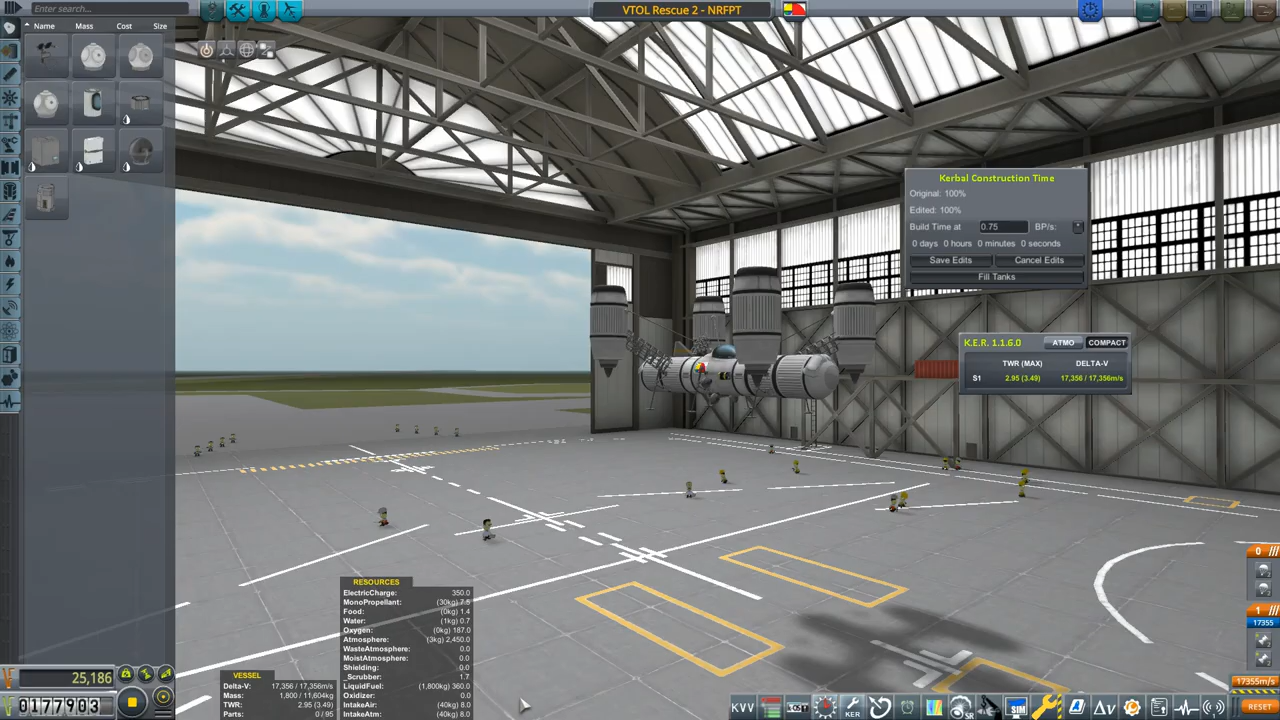 Enter search...
VTOL Rescue 2 - NRFPT
Name Mass Cost Size
Kerbal Construction Time
Original: 100%
Edited: 100%
Build Time at 0.75 BP/s:
0 days 0 hours 0 minutes 0 seconds
Save Edits Cancel Edits
Fill Tanks
K.E.R. 1.1.6.0 ATMO COMPACT
TWR (MAX) DELTA-V
S1 2.95 (3.49) 17,356 / 17,356m/s
0
1
17355
17355m/s
RESET
RESOURCES
ElectricCharge: 350.0
MonoPropellant: (30kg) 7.5
Food: (0kg) 1.4
Water: (1kg) 0.7
Oxygen: (0kg) 187.0
Atmosphere: (3kg) 2,450.0
WasteAtmosphere: 0.0
MoistAtmosphere: 0.0
Shielding: 0.0
_Scrubber: 1.7
LiquidFuel: (1,800kg) 360.0
Oxidizer: 0.0
IntakeAir: (40kg) 8.0
IntakeAtm: (40kg) 8.0
VESSEL
Delta-V: 17,356 / 17,356m/s
Mass: 1,800 / 11,604kg
TWR: 2.95 (3.49)
Parts: 0 / 95
25,186
0177903
KVV
COST
KER
SR
SIM
Δv